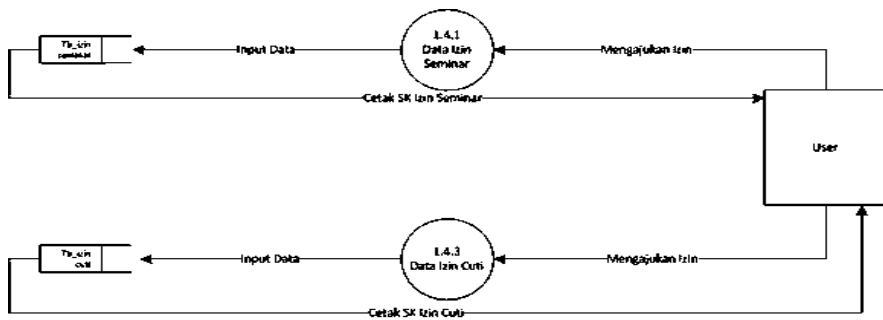 1.4.1
Data Izin
Seminar
Tb_izin
seminar
Input Data
Mengajukan Izin
Cetak SK Izin Seminar
User
1.4.3
Data Izin Cuti
Tb_izin
cuti
Input Data
Mengajukan Izin
Cetak SK Izin Cuti